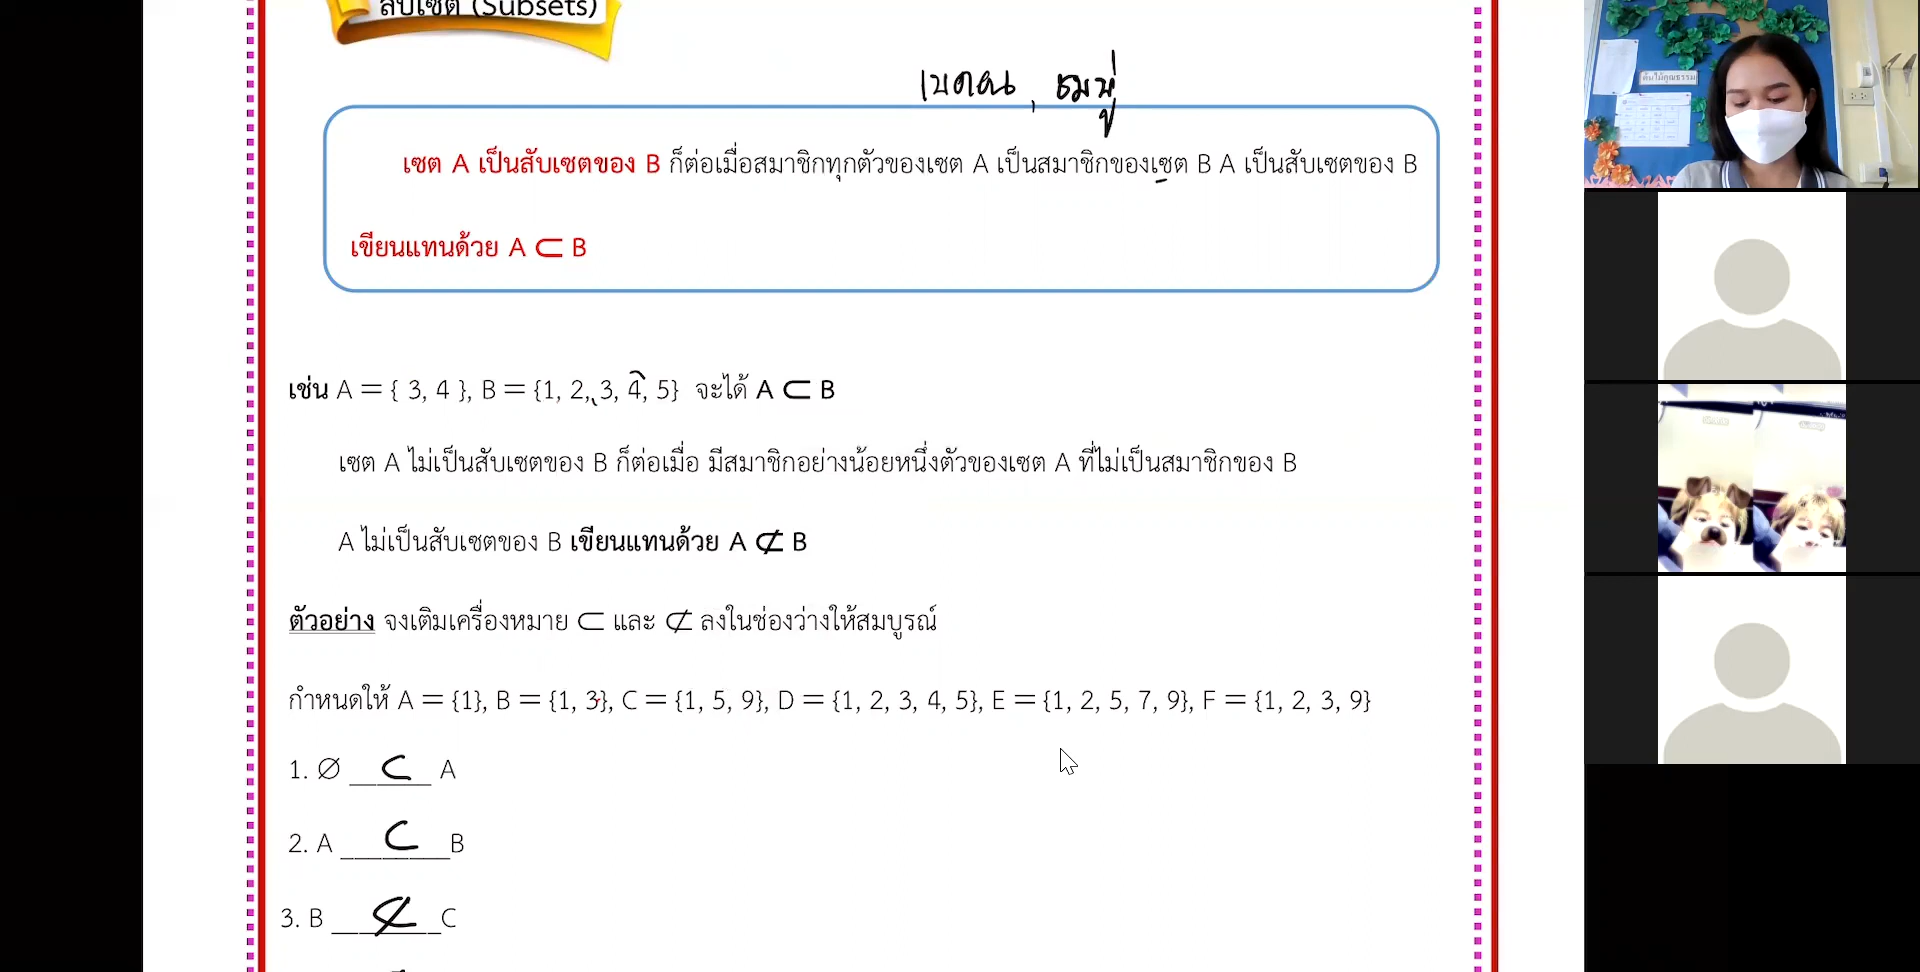 สับเซต (Subsets)
เซต A เป็นสับเซตของ B ก็ต่อเมื่อสมาชิกทุกตัวของเซต A เป็นสมาชิกของเซต B A เป็นสับเซตของ B
เขียนแทนด้วย A ⊂ B
เช่น A = { 3, 4 }, B = {1, 2, 3, 4, 5} จะได้ A ⊂ B
เซต A ไม่เป็นสับเซตของ B ก็ต่อเมื่อ มีสมาชิกอย่างน้อยหนึ่งตัวของเซต A ที่ไม่เป็นสมาชิกของ B
A ไม่เป็นสับเซตของ B เขียนแทนด้วย A ⊄ B
ตัวอย่าง จงเติมเครื่องหมาย ⊂ และ ⊄ ลงในช่องว่างให้สมบูรณ์
กำหนดให้ A = {1}, B = {1, 3}, C = {1, 5, 9}, D = {1, 2, 3, 4, 5}, E = {1, 2, 5, 7, 9}, F = {1, 2, 3, 9}
1. ∅ ⊂ A
2. A ⊂ B
3. B ⊄ C